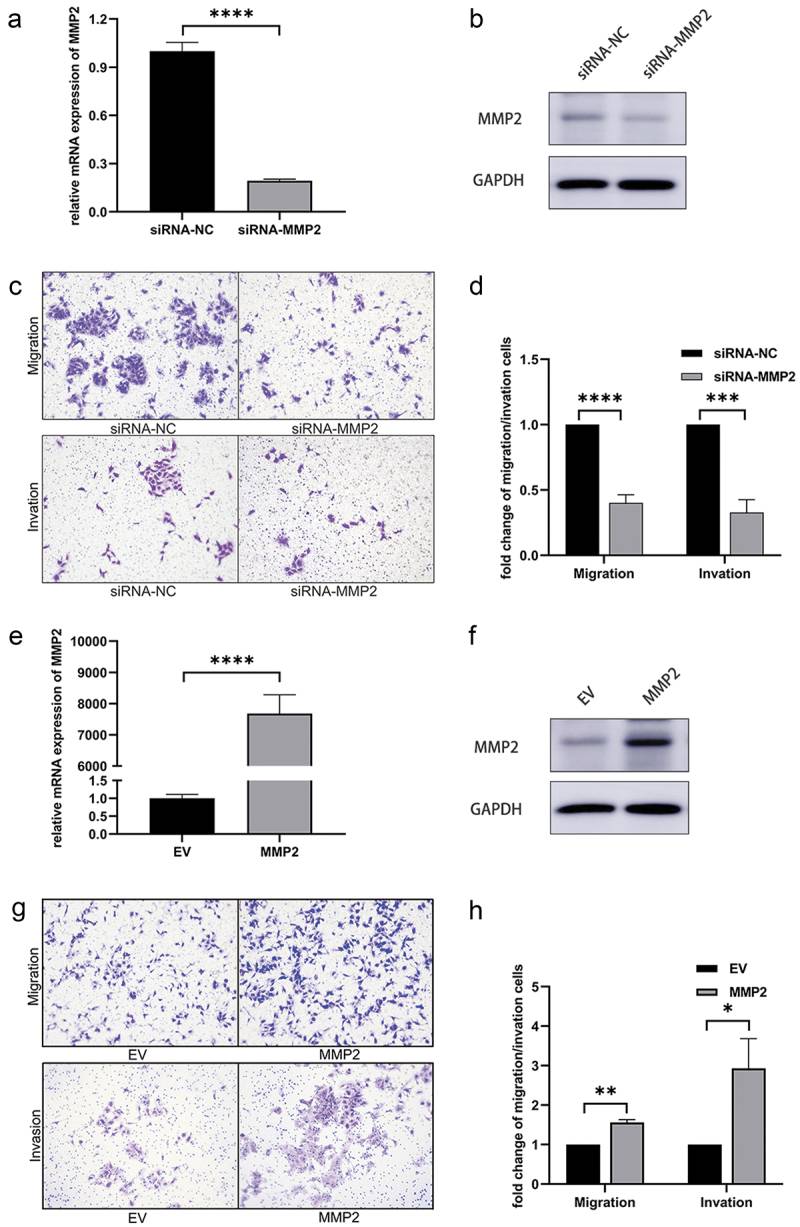 a
relative mRNA expression of MMP2
1.2
0.9
0.6
0.3
0.0
****
siRNA-NC siRNA-MMP2
b
siRNA-NC siRNA-MMP2
MMP2
GAPDH
c
Migration
siRNA-NC siRNA-MMP2
Invation
siRNA-NC siRNA-MMP2
d
siRNA-NC
siRNA-MMP2
fold change of migration/invation cells
1.5
1.0
0.5
0.0
**** ***
Migration Invation
e
relative mRNA expression of MMP2
10000
9000
8000
7000
6000
1.5
1.0
0.5
0.0
****
EV MMP2
f
EV MMP2
MMP2
GAPDH
g
Migration
EV MMP2
Invasion
EV MMP2
h
EV
MMP2
fold change of migration/invation cells
5
4
3
2
1
0
** *
Migration Invation